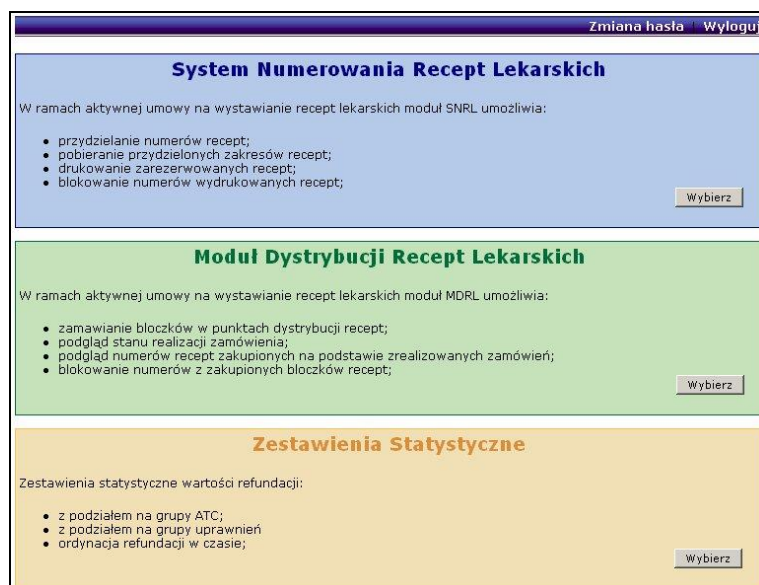 Zmiana hasła Wyloguj
System Numerowania Recept Lekarskich
W ramach aktywnej umowy na wystawianie recept lekarskich moduł SNRL umożliwia:
• przydzielanie numerów recept;
• pobieranie przydzielonych zakresów recept;
• drukowanie zarezerwowanych recept;
• blokowanie numerów wydrukowanych recept;
Wybierz
Moduł Dystrybucji Recept Lekarskich
W ramach aktywnej umowy na wystawianie recept lekarskich moduł MDRL umożliwia:
• zamawianie bloczków w punktach dystrybucji recept;
• podgląd stanu realizacji zamówienia;
• podgląd numerów recept zakupionych na podstawie zrealizowanych zamówień;
• blokowanie numerów z zakupionych bloczków recept;
Wybierz
Zestawienia Statystyczne
Zestawienia statystyczne wartości refundacji:
• z podziałem na grupy ATC;
• z podziałem na grupy uprawnień
• ordynacja refundacji w czasie;
Wybierz